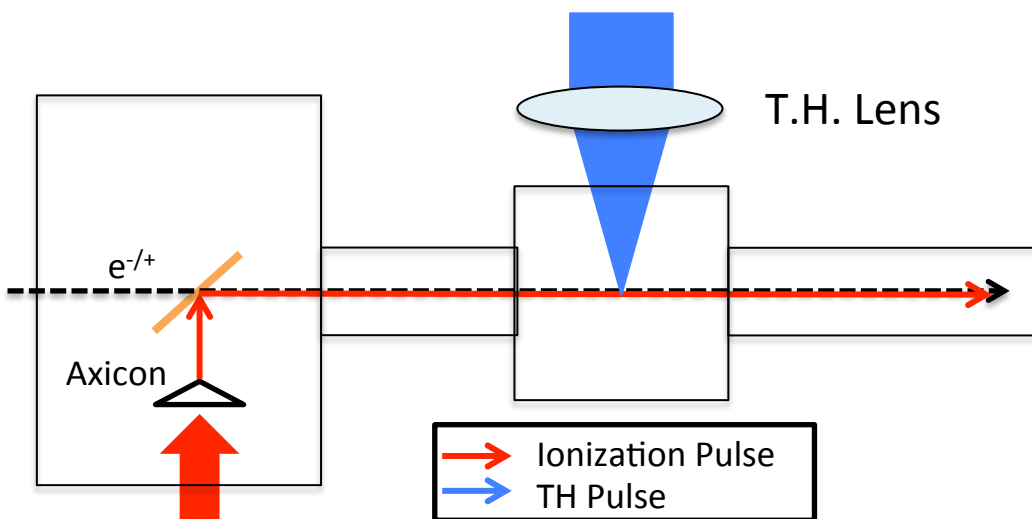 T.H. Lens
e-/+
Axicon
Ionization Pulse
TH Pulse